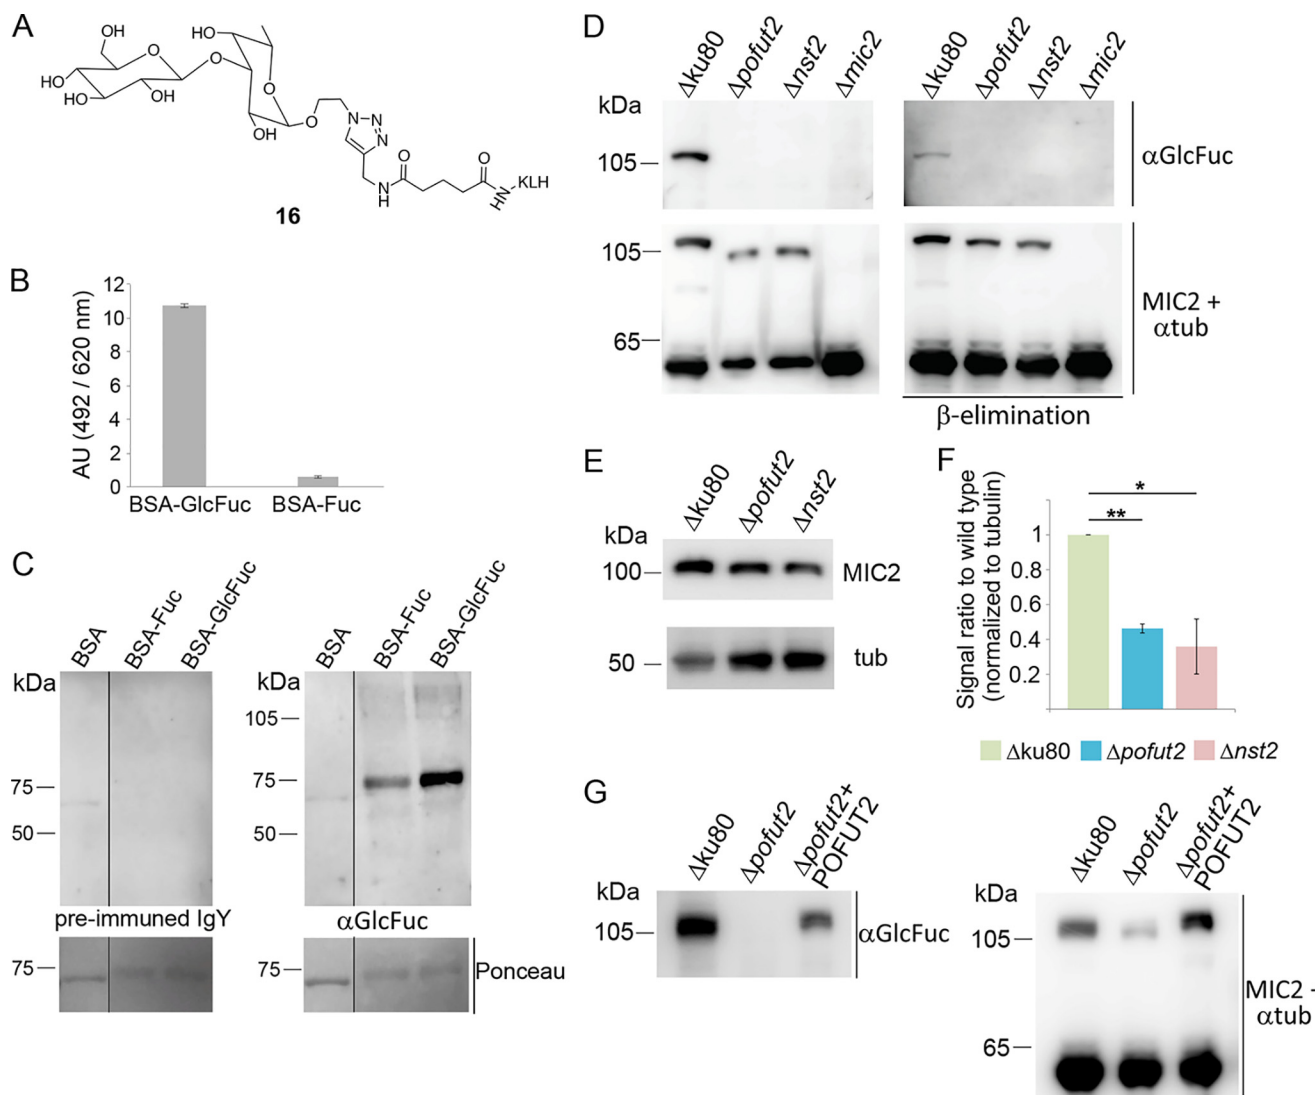 A
OH
O
HO
HO
OH
HO
O
O
OH
O
N
N
N
O
N
H
O
HN
KLH
16
B
AU (492 / 620 nm)
12
10
8
6
4
2
0
BSA-GlcFuc BSA-Fuc
C
BSA BSA-Fuc BSA-GlcFuc
kDa
75
50
pre-immuned IgY
75
BSA BSA-Fuc BSA-GlcFuc
kDa
105
75
50
αGlcFuc
75
Ponceau
D
Δku80 Δpofut2 Δnst2 Δmic2
Δku80 Δpofut2 Δnst2 Δmic2
kDa
105
αGlcFuc
105
65
MIC2 +
αtub
β-elimination
E
Δku80 Δpofut2 Δnst2
kDa
100
MIC2
50
tub
F
Signal ratio to wild type
(normalized to tubulin)
*
**
1
0.8
0.6
0.4
0.2
Δku80 Δpofut2 Δnst2
G
Δku80 Δpofut2 Δpofut2+
POFUT2
kDa
105
αGlcFuc
Δku80 Δpofut2 Δpofut2+
POFUT2
kDa
105
65
MIC2 -
αtub